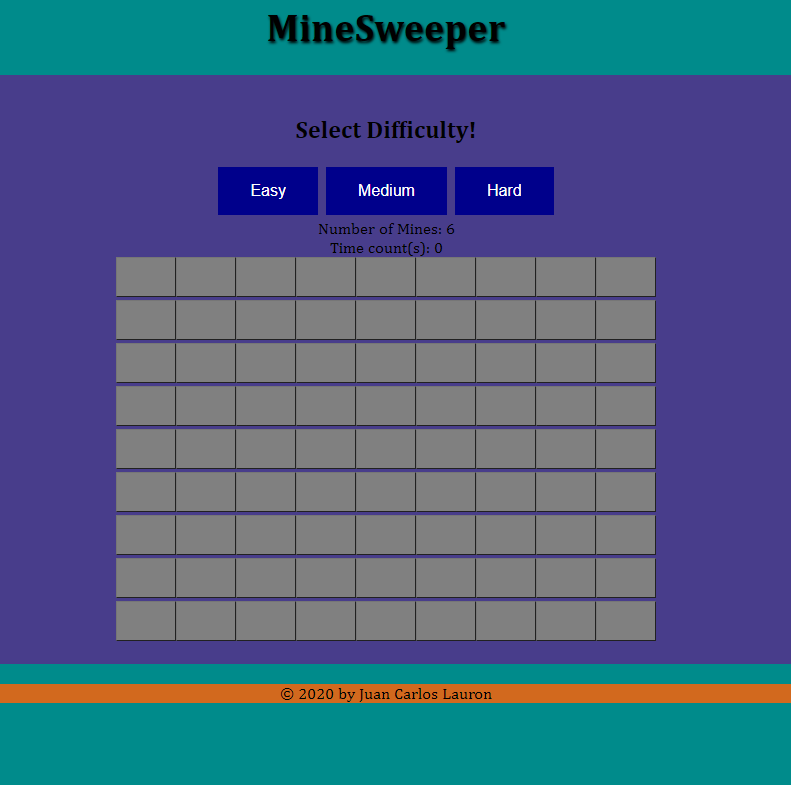 MineSweeper
Select Difficulty!
Easy Medium Hard
Number of Mines: 6
Time count(s): 0
© 2020 by Juan Carlos Lauron